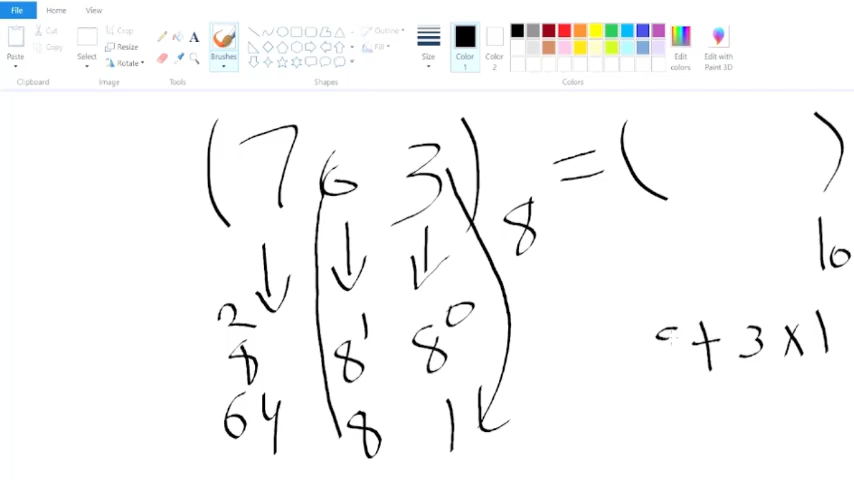 File Home View
Cut
Copy
Paste
Clipboard
Select
Crop
Resize
Rotate
Image
A
Tools
Brushes
Outline
Fill
Shapes
Size
Color 1
Color 2
Edit colors
Edit with Paint 3D
Colors
(7 6 3)₈ = ( )₁₀
8² 8¹ 8⁰
64 8 1
+ 3 x 1